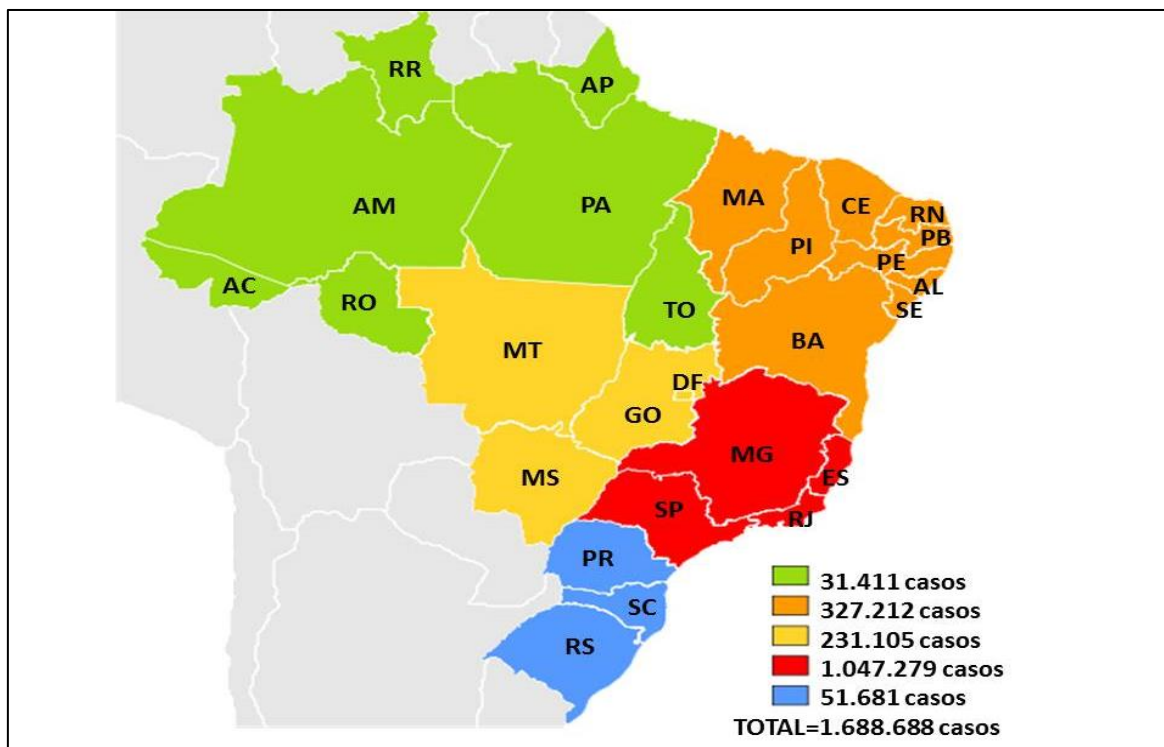 RR
AP
AM
PA
MA
CE
RN
PB
PI
PE
AL
SE
AC
RO
TO
BA
MT
DF
GO
MG
ES
MS
SP
RJ
PR
SC
RS
31.411 casos
327.212 casos
231.105 casos
1.047.279 casos
51.681 casos
TOTAL=1.688.688 casos